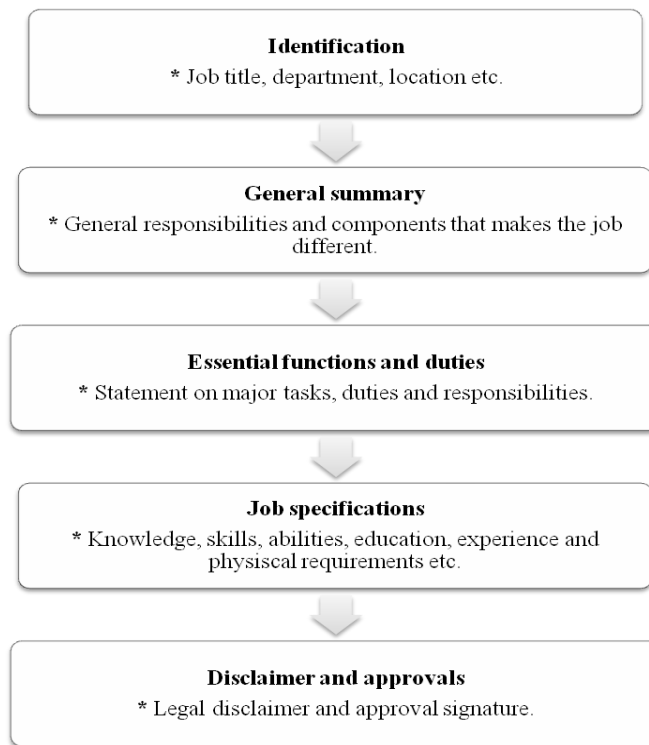 Identification
* Job title, department, location etc.
General summary
* General responsibilities and components that makes the job
different.
Essential functions and duties
* Statement on major tasks, duties and responsibilities.
Job specifications
* Knowledge, skills, abilities, education, experience and
physiscal requirements etc.
Disclaimer and approvals
* Legal disclaimer and approval signature.